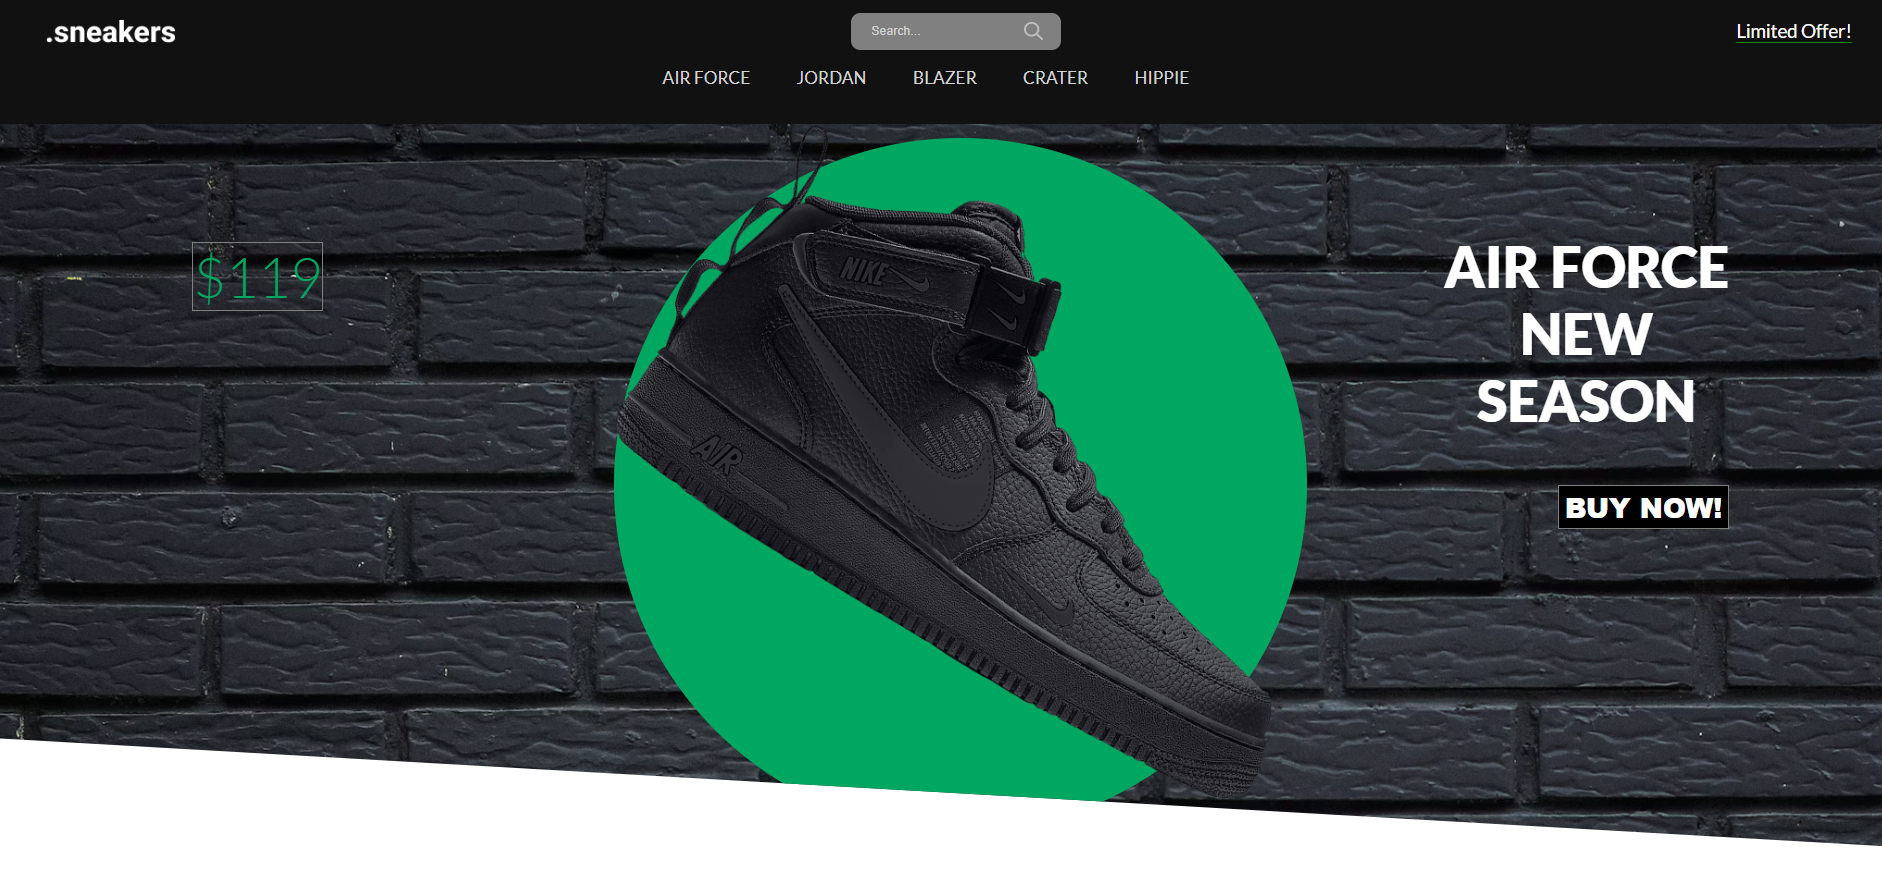 .sneakers
Search...
Limited Offer!
AIR FORCE
JORDAN
BLAZER
CRATER
HIPPIE
$119
NIKE
AIR
AIR FORCE
NEW
SEASON
BUY NOW!